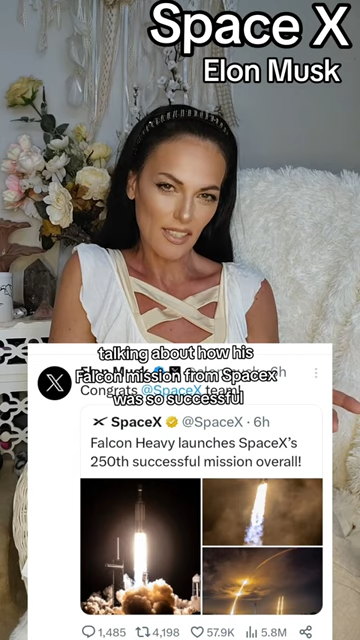 Space X
Elon Musk
talking about how his
Falcon mission from Spacex
was so successful
Congrats @SpaceX team!
SpaceX @SpaceX · 6h
Falcon Heavy launches SpaceX's
250th successful mission overall!
1,485 4,198 57.9K 5.8M